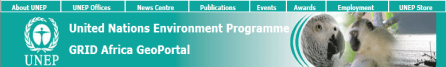 About UNEP UNEP Offices News Centre Publications Events Awards Employment UNEP Store
United Nations Environment Programme
GRID Africa GeoPortal
UNEP